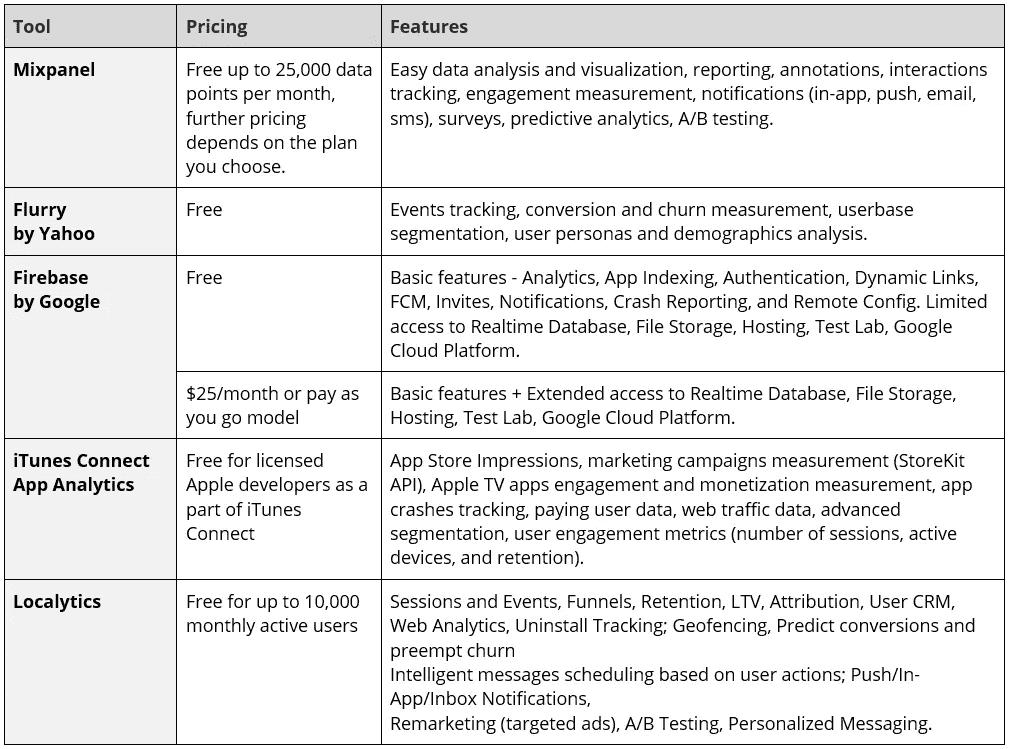 Tool
Pricing
Features
Mixpanel
Free up to 25,000 data
points per month,
further pricing
depends on the plan
you choose.
Easy data analysis and visualization, reporting, annotations, interactions
tracking, engagement measurement, notifications (in-app, push, email,
sms), surveys, predictive analytics, A/B testing.
Flurry
by Yahoo
Free
Events tracking, conversion and churn measurement, userbase
segmentation, user personas and demographics analysis.
Firebase
by Google
Free
Basic features - Analytics, App Indexing, Authentication, Dynamic Links,
FCM, Invites, Notifications, Crash Reporting, and Remote Config. Limited
access to Realtime Database, File Storage, Hosting, Test Lab, Google
Cloud Platform.
$25/month or pay as
you go model
Basic features + Extended access to Realtime Database, File Storage,
Hosting, Test Lab, Google Cloud Platform.
iTunes Connect
App Analytics
Free for licensed
Apple developers as a
part of iTunes
Connect
App Store Impressions, marketing campaigns measurement (StoreKit
API), Apple TV apps engagement and monetization measurement, app
crashes tracking, paying user data, web traffic data, advanced
segmentation, user engagement metrics (number of sessions, active
devices, and retention).
Localytics
Free for up to 10,000
monthly active users
Sessions and Events, Funnels, Retention, LTV, Attribution, User CRM,
Web Analytics, Uninstall Tracking; Geofencing, Predict conversions and
preempt churn
Intelligent messages scheduling based on user actions; Push/In-
App/Inbox Notifications,
Remarketing (targeted ads), A/B Testing, Personalized Messaging.